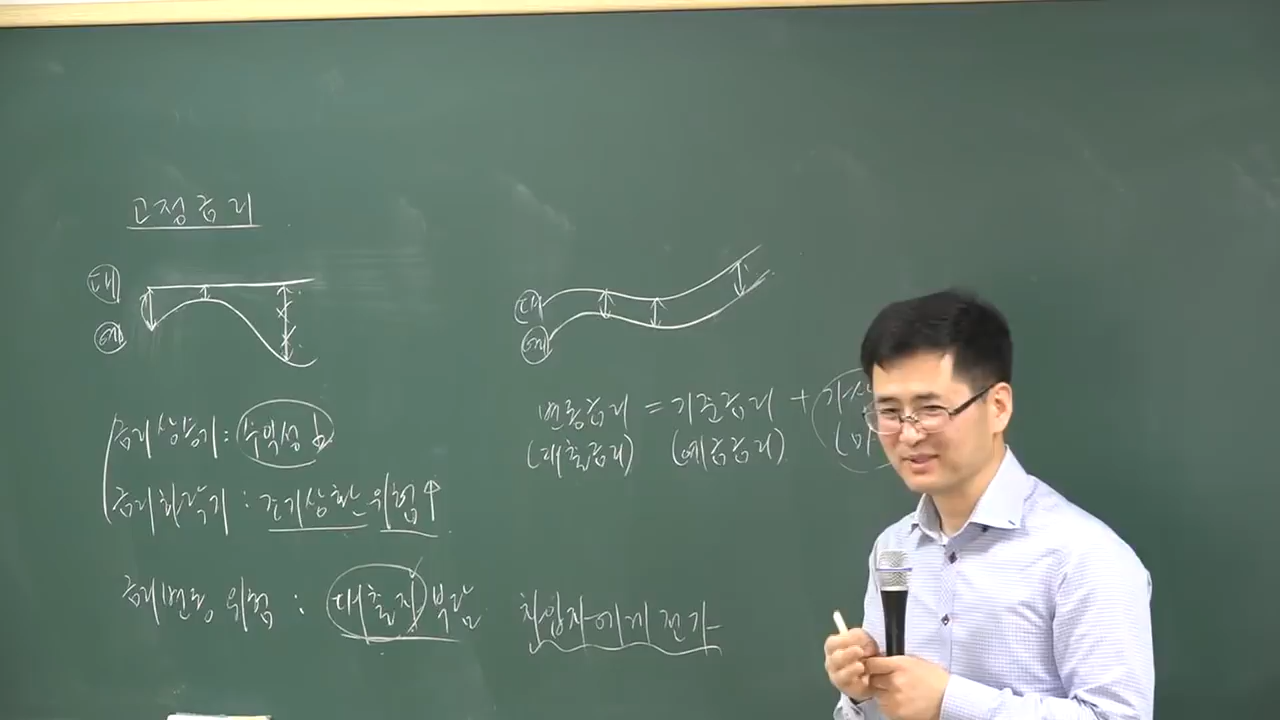 고정금리
대
예
대
예
금리상승기 : 수익성 ↓
금리하락기 : 조기상환 위험 ↑
변동금리 = 기준금리 + 가산
(대출금리) (예금금리)
금리변동 위험 : 대출자 부담
차입자에게 전가